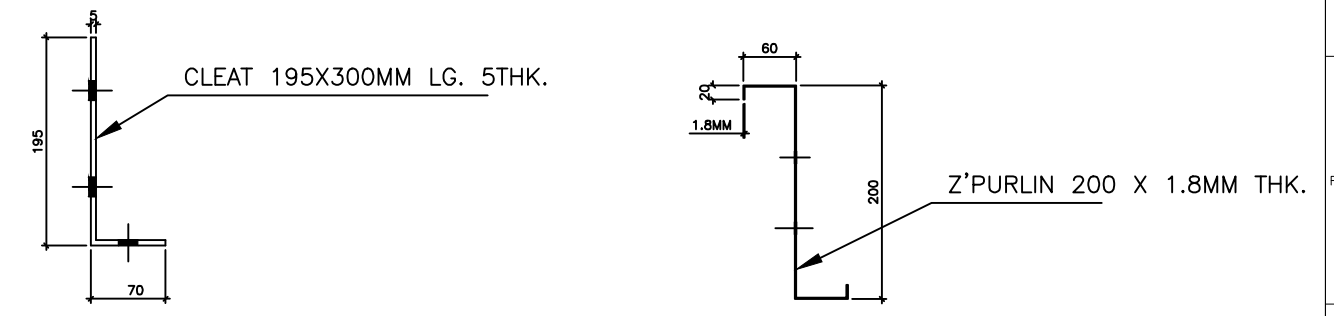 5
CLEAT 195X300MM LG. 5THK.
195
70
60
20
1.8MM
200
Z'PURLIN 200 X 1.8MM THK.